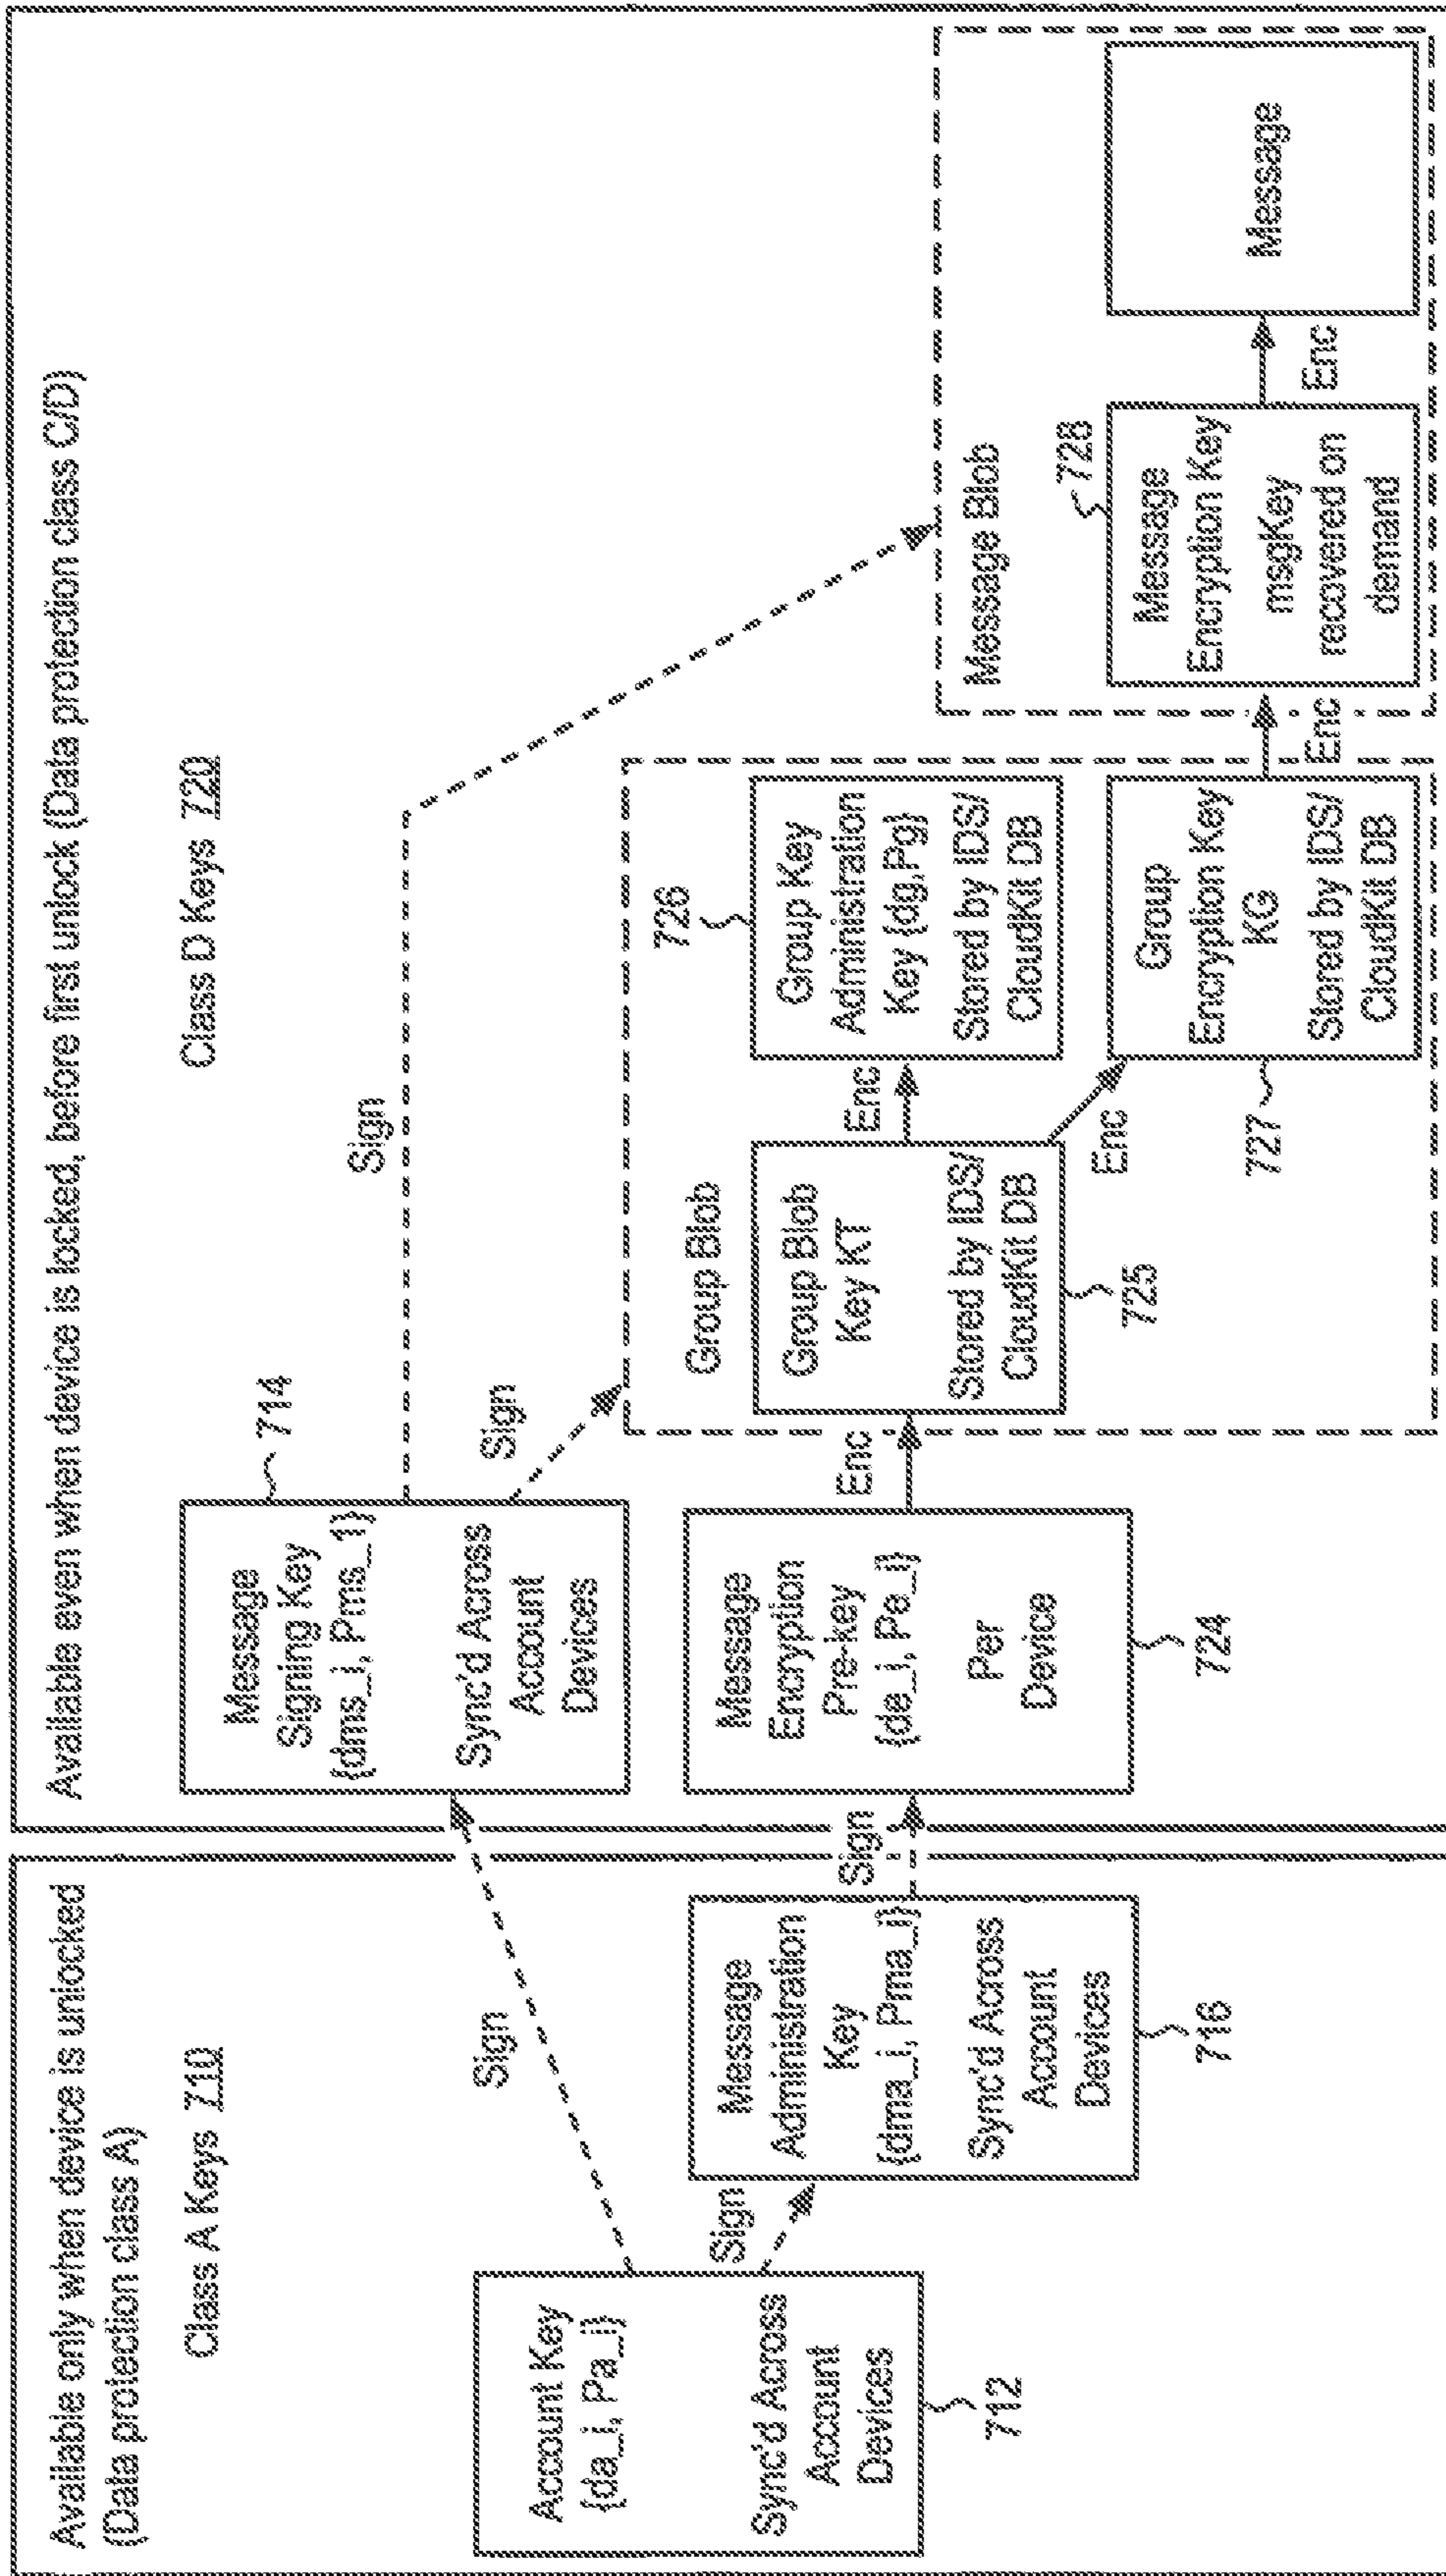 Available only when device is unlocked
(Data protection class A)
Class A Keys 710
Account Key
{da_i, Pa_i}
Sync'd Across
Account
Devices
712
Sign
Sign
Message
Administration
Key
{dma_i, Pma_i}
Sync'd Across
Account
Devices
716
Sign
Available even when device is locked, before first unlock (Data protection class C/D)
Class D Keys 720
Message
Signing Key
{dms_i, Pms_1}
Sync'd Across
Account
Devices
714
Sign
Sign
Message
Encryption
Pre-key
{de_i, Pe_i}
Per
Device
724
Enc
Group Blob
Group Blob
Key KT
Stored by IDS/
CloudKit DB
725
Enc
Enc
726
Group Key
Administration
Key {dg,Pg}
Stored by IDS/
CloudKit DB
Group
Encryption Key
KG
Stored by IDS/
CloudKit DB
727
Enc
Message Blob
728
Message
Encryption Key
msgKey
recovered on
demand
Enc
Message